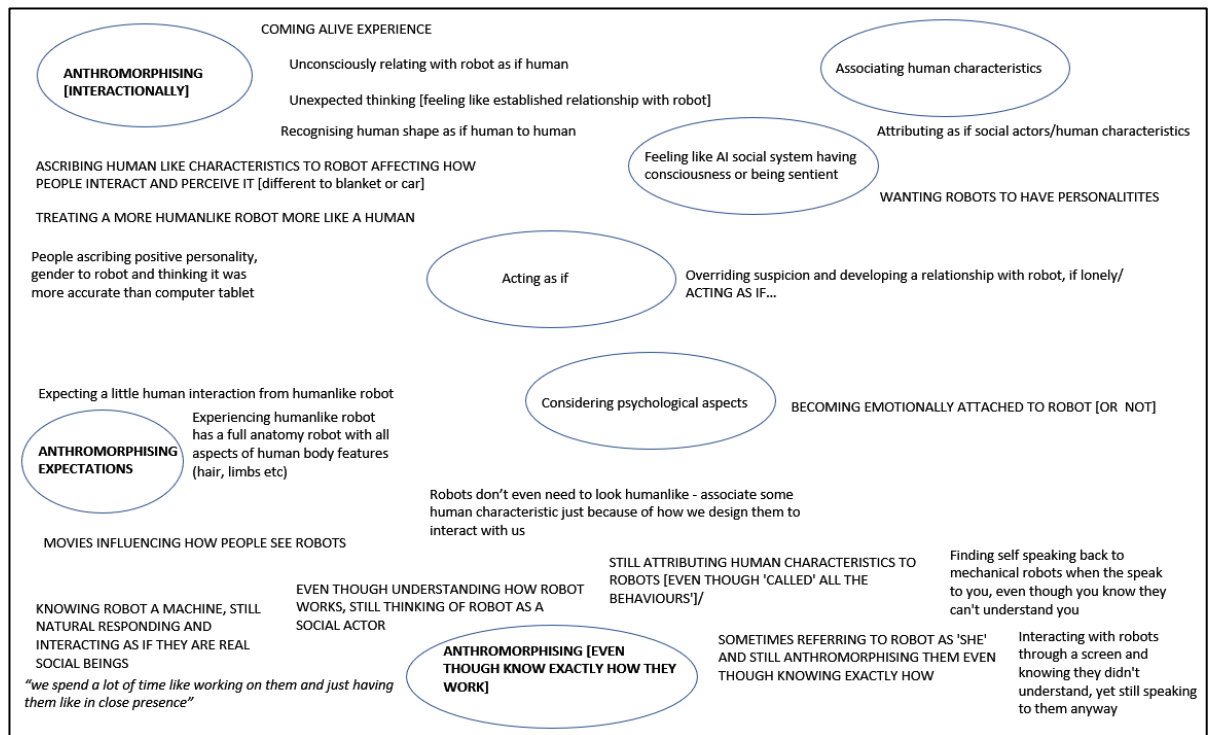 COMING ALIVE EXPERIENCE
ANTHROMORPHISING
[INTERACTIONALLY]
Unconsciously relating with robot as if human
Associating human characteristics
Unexpected thinking [feeling like established relationship with robot]
Recognising human shape as if human to human
Attributing as if social actors/human characteristics
Feeling like AI social system having
consciousness or being sentient
ASCRIBING HUMAN LIKE CHARACTERISTICS TO ROBOT AFFECTING HOW
PEOPLE INTERACT AND PERCEIVE IT [different to blanket or car]
WANTING ROBOTS TO HAVE PERSONALITITES
TREATING A MORE HUMANLIKE ROBOT MORE LIKE A HUMAN
People ascribing positive personality,
gender to robot and thinking it was
more accurate than computer tablet
Acting as if
Overriding suspicion and developing a relationship with robot, if lonely/
ACTING AS IF...
Expecting a little human interaction from humanlike robot
Considering psychological aspects
BECOMING EMOTIONALLY ATTACHED TO ROBOT [OR  NOT]
ANTHROMORPHISING
EXPECTATIONS
Experiencing humanlike robot
has a full anatomy robot with all
aspects of human body features
(hair, limbs etc)
Robots don't even need to look humanlike - associate some
human characteristic just because of how we design them to
interact with us
MOVIES INFLUENCING HOW PEOPLE SEE ROBOTS
STILL ATTRIBUTING HUMAN CHARACTERISTICS TO
ROBOTS [EVEN THOUGH 'CALLED' ALL THE
BEHAVIOURS']/
Finding self speaking back to
mechanical robots when the speak
to you, even though you know they
can't understand you
EVEN THOUGH UNDERSTANDING HOW ROBOT
WORKS, STILL THINKING OF ROBOT AS A
SOCIAL ACTOR
KNOWING ROBOT A MACHINE, STILL
NATURAL RESPONDING AND
INTERACTING AS IF THEY ARE REAL
SOCIAL BEINGS
"we spend a lot of time like working on them and just having
them like in close presence"
ANTHROMORPHISING [EVEN
THOUGH KNOW EXACTLY HOW THEY
WORK]
SOMETIMES REFERRING TO ROBOT AS 'SHE'
AND STILL ANTHROMORPHISING THEM EVEN
THOUGH KNOWING EXACTLY HOW
Interacting with robots
through a screen and
knowing they didn't
understand, yet still speaking
to them anyway